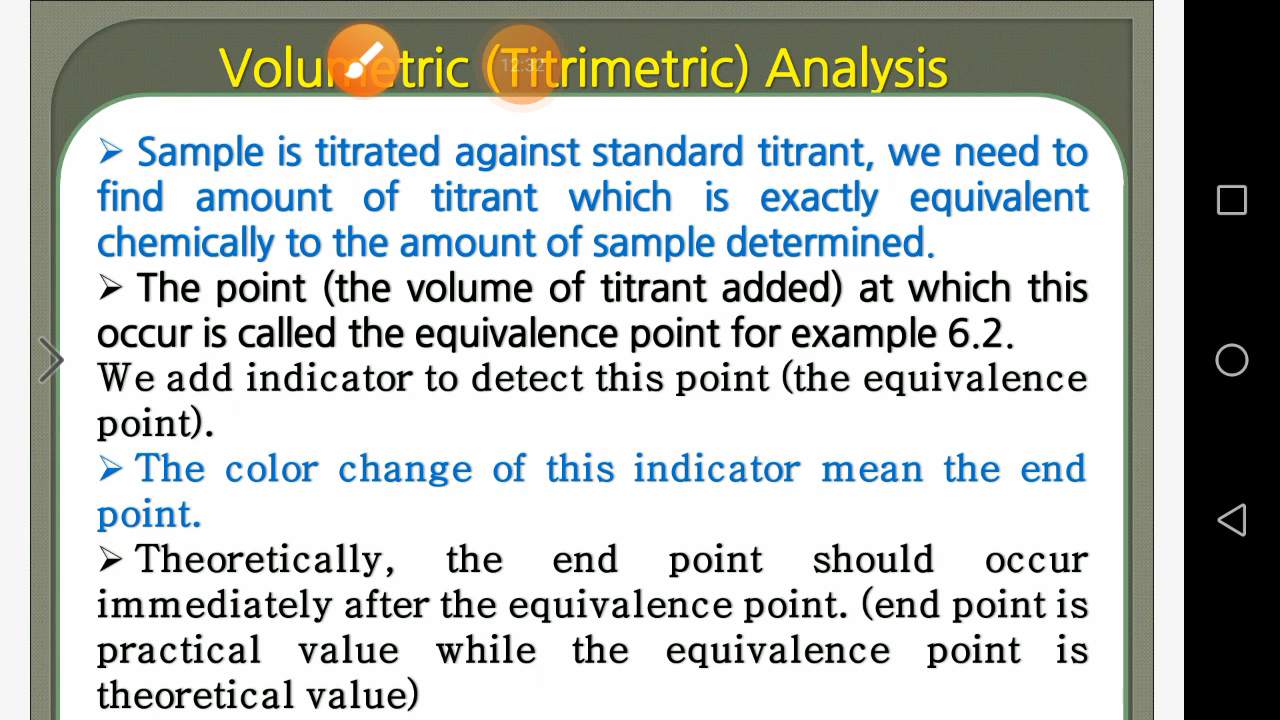 Volumetric (Titrimetric) Analysis
12:32
➢ Sample is titrated against standard titrant, we need to
find amount of titrant which is exactly equivalent
chemically to the amount of sample determined.
➢ The point (the volume of titrant added) at which this
occur is called the equivalence point for example 6.2.
We add indicator to detect this point (the equivalence
point).
➢ The color change of this indicator mean the end
point.
➢ Theoretically, the end point should occur
immediately after the equivalence point. (end point is
practical value while the equivalence point is
theoretical value)